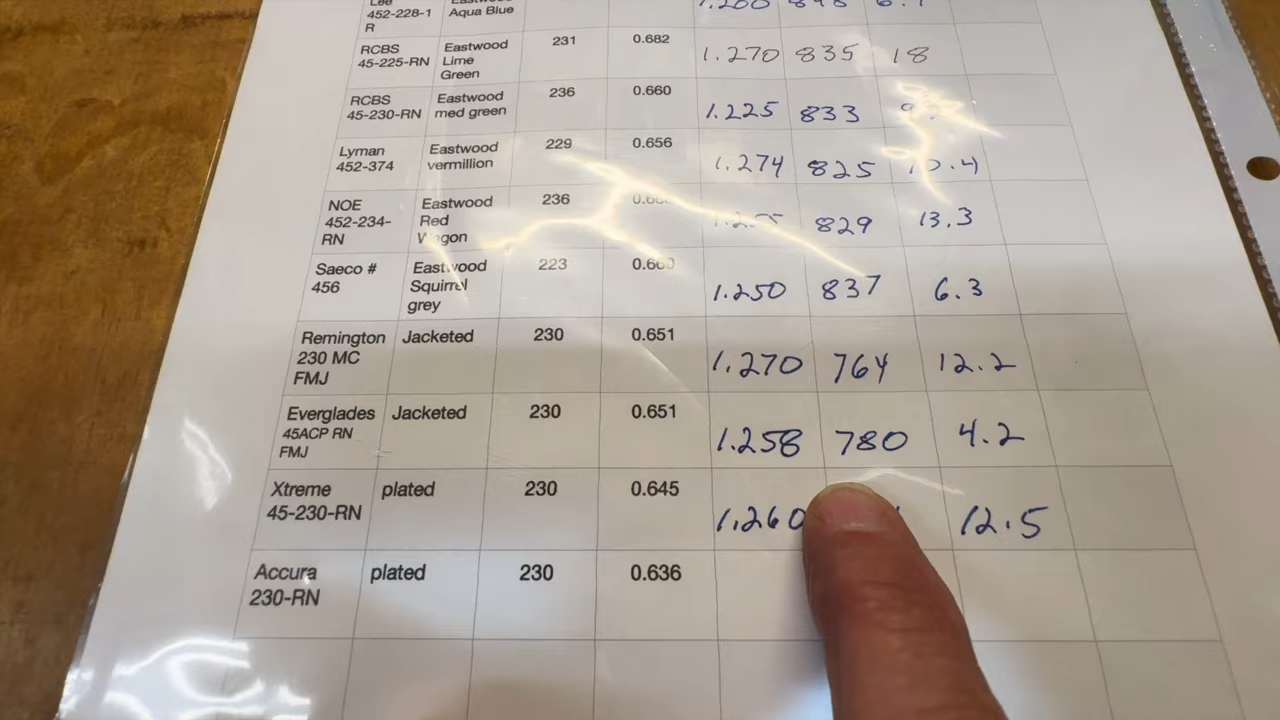 452-228-1
R
Aqua Blue
RCBS
45-225-RN
Eastwood
Lime
Green
231
0.682
1.270
835
18
RCBS
45-230-RN
Eastwood
med green
236
0.660
1.225
833
Lyman
452-374
Eastwood
vermillion
229
0.656
1.274
825
NOE
452-234-
RN
Eastwood
Red
Wagon
236
829
13.3
Saeco #
456
Eastwood
Squirrel
grey
223
0.660
1.250
837
6.3
Remington
230 MC
FMJ
Jacketed
230
0.651
1.270
764
12.2
Everglades
45ACP RN
FMJ
Jacketed
230
0.651
1.258
780
4.2
Xtreme
45-230-RN
plated
230
0.645
1.260
12.5
Accura
230-RN
plated
230
0.636